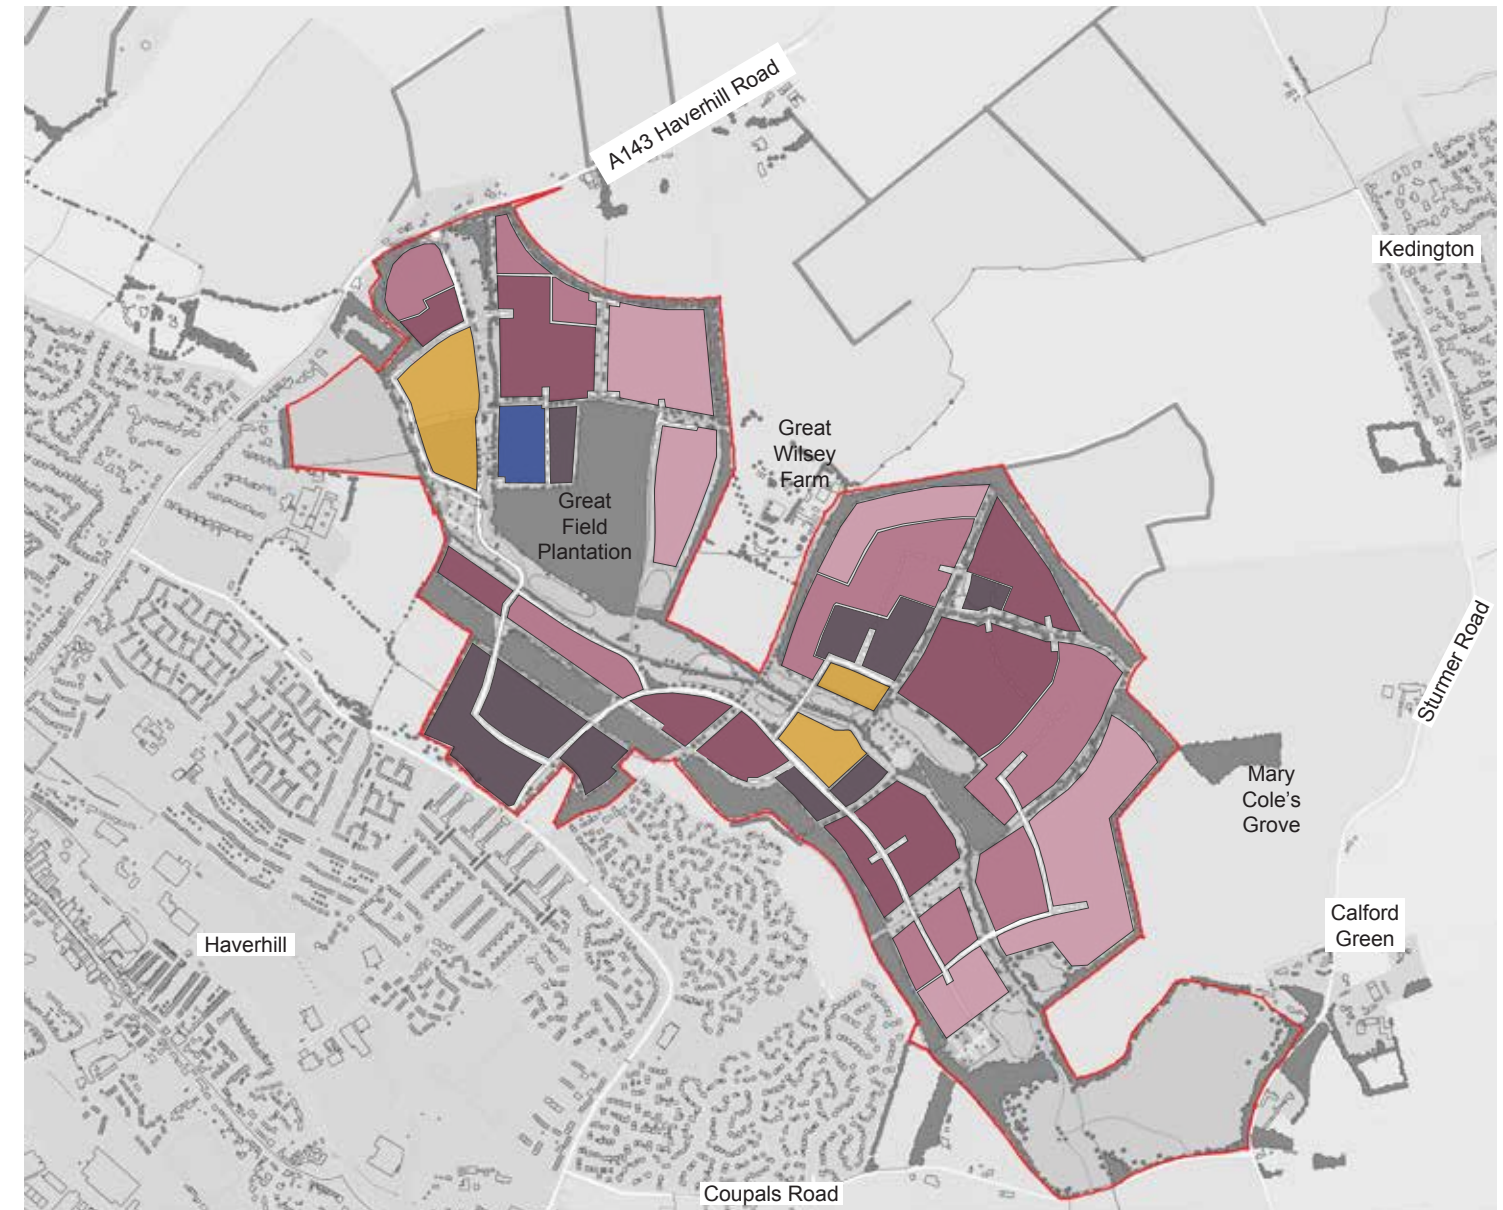 A143 Haverhill Road
Kedington
Great
Wilsey
Farm
Great
Field
Plantation
Sturmer Road
Mary
Cole's
Grove
Calford
Green
Haverhill
Coupals Road